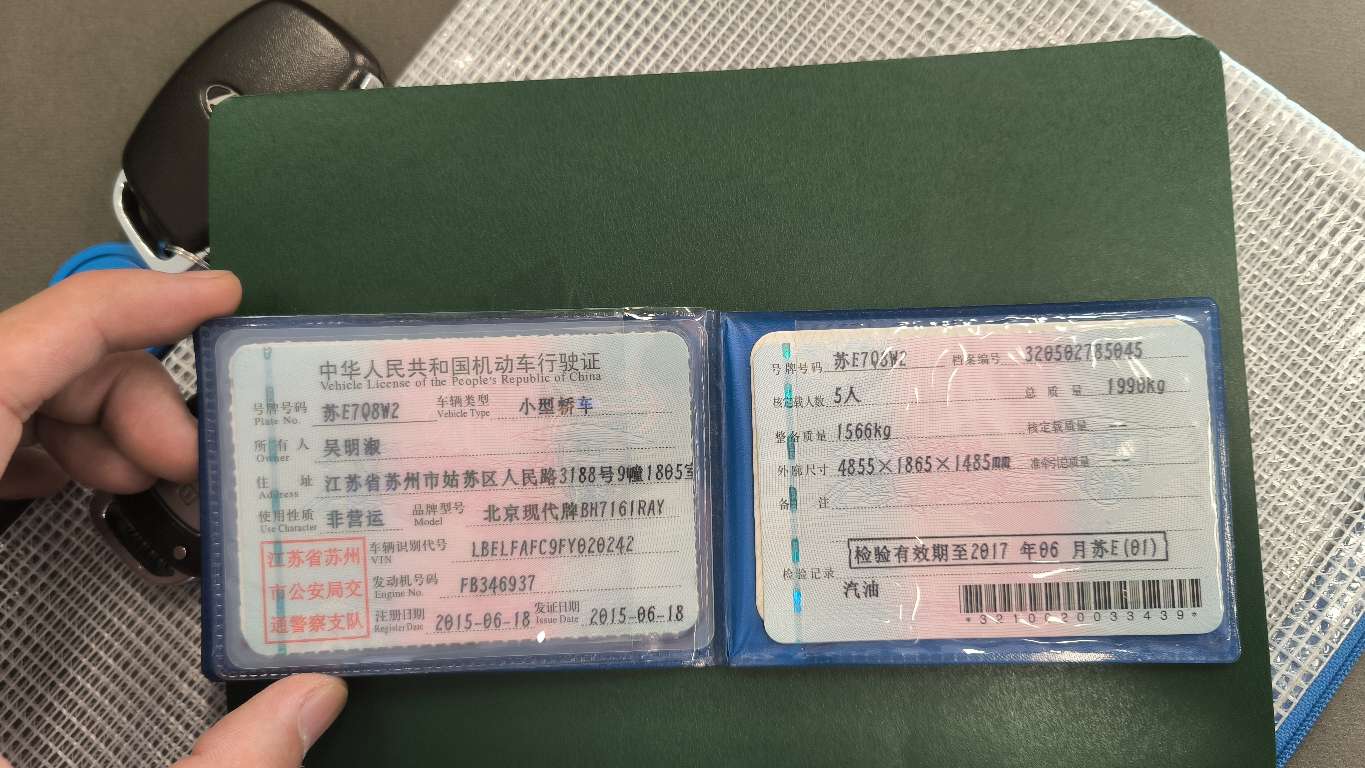 中华人民共和国机动车行驶证
Vehicle License of the People's Republic of China
号牌号码 Plate No. 苏E7Q8W2 车辆类型 Vehicle Type 小型轿车
所有人 Owner 吴明淑
住址 Address 江苏省苏州市姑苏区人民路3188号9幢1805室
使用性质 Use Character 非营运 品牌型号 Model 北京现代牌BH7161RAY
江苏省苏州
市公安局交
通警察支队
车辆识别代号 VIN LBELFAFC9FY020242
发动机号码 Engine No. FB346937
注册日期 Register Date 2015-06-18 发证日期 Issue Date 2015-06-18
号牌号码 苏E7Q8W2 档案编号 320502785045
核定载人数 5人 总质量 1990kg
整备质量 1566kg 核定载质量 —
外廓尺寸 4855×1865×1485mm 准牵引总质量 —
备注
检验有效期至2017 年06 月苏E(01)
检验记录
汽油
*3210020033439*